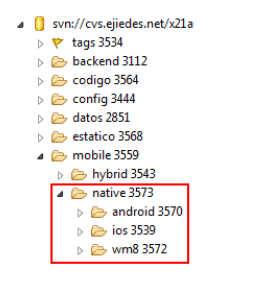 svn://cvs.ejiedes.net/x21a
tags 3534
backend 3112
codigo 3564
config 3444
datos 2851
estatico 3568
mobile 3559
hybrid 3543
native 3573
android 3570
ios 3539
wm8 3572